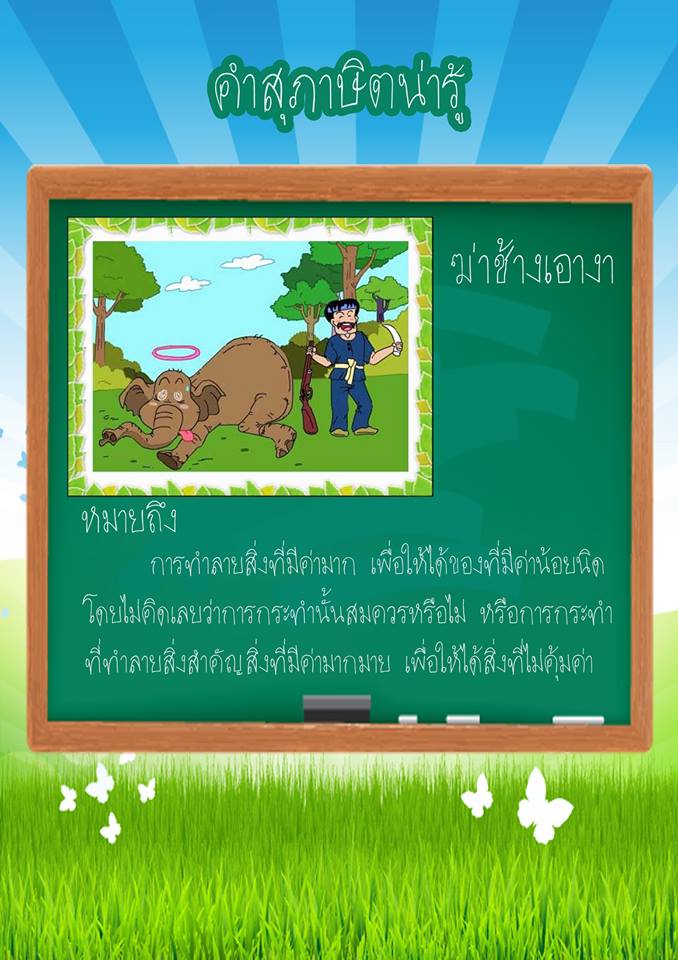 คำสุภาษิตน่ารู้
ฆ่าช้างเอางา
หมายถึง
การทำลายสิ่งที่มีค่ามาก เพื่อให้ได้ของที่มีค่าน้อยนิด
โดยไม่คิดเลยว่าการกระทำนั้นสมควรหรือไม่ หรือการกระทำ
ที่ทำลายสิ่งสำคัญสิ่งที่มีค่ามากมาย เพื่อให้ได้สิ่งที่ไม่คุ้มค่า